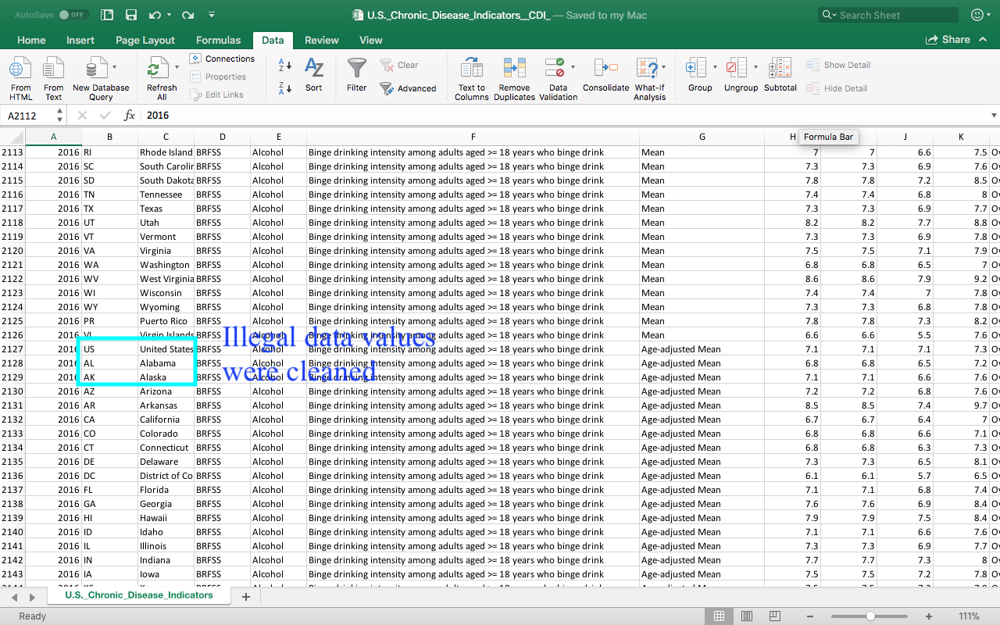 AutoSave OFF U.S._Chronic_Disease_Indicators__CDI_ — Saved to my Mac Search Sheet
Home Insert Page Layout Formulas Data Review View Share
From HTML From Text New Database Query Refresh All Connections Properties Edit Links Sort Filter Clear Advanced Text to Columns Remove Duplicates Data Validation Consolidate What-If Analysis Group Ungroup Subtotal Show Detail Hide Detail
A2112 fx 2016
A B C D E F G H Formula Bar J K
2113 2016 RI Rhode Island BRFSS Alcohol Binge drinking intensity among adults aged >= 18 years who binge drink Mean 7 7 6.6 7.5 Ov
2114 2016 SC South Carolin BRFSS Alcohol Binge drinking intensity among adults aged >= 18 years who binge drink Mean 7.3 7.3 6.9 7.6 Ov
2115 2016 SD South Dakota BRFSS Alcohol Binge drinking intensity among adults aged >= 18 years who binge drink Mean 7.8 7.8 7.2 8.5 Ov
2116 2016 TN Tennessee BRFSS Alcohol Binge drinking intensity among adults aged >= 18 years who binge drink Mean 7.4 7.4 6.8 8 Ov
2117 2016 TX Texas BRFSS Alcohol Binge drinking intensity among adults aged >= 18 years who binge drink Mean 7.3 7.3 6.9 7.7 Ov
2118 2016 UT Utah BRFSS Alcohol Binge drinking intensity among adults aged >= 18 years who binge drink Mean 8.2 8.2 7.7 8.8 Ov
2119 2016 VT Vermont BRFSS Alcohol Binge drinking intensity among adults aged >= 18 years who binge drink Mean 7.3 7.3 6.9 7.8 Ov
2120 2016 VA Virginia BRFSS Alcohol Binge drinking intensity among adults aged >= 18 years who binge drink Mean 7.5 7.5 7.1 7.9 Ov
2121 2016 WA Washington BRFSS Alcohol Binge drinking intensity among adults aged >= 18 years who binge drink Mean 6.8 6.8 6.5 7 Ov
2122 2016 WV West Virginia BRFSS Alcohol Binge drinking intensity among adults aged >= 18 years who binge drink Mean 8.6 8.6 7.9 9.2 Ov
2123 2016 WI Wisconsin BRFSS Alcohol Binge drinking intensity among adults aged >= 18 years who binge drink Mean 7.4 7.4 7 7.8 Ov
2124 2016 WY Wyoming BRFSS Alcohol Binge drinking intensity among adults aged >= 18 years who binge drink Mean 7.3 7.3 6.8 7.8 Ov
2125 2016 PR Puerto Rico BRFSS Alcohol Binge drinking intensity among adults aged >= 18 years who binge drink Mean 7.8 7.8 7.3 8.2 Ov
2126 2016 VI Virgin Islands BRFSS Alcohol Binge drinking intensity among adults aged >= 18 years who binge drink Mean 6.6 6.6 5.5 7.6 Ov
Illegal data values
2127 2016 US United States BRFSS Alcohol Binge drinking intensity among adults aged >= 18 years who binge drink Age-adjusted Mean 7.1 7.1 7.1 7.3 Ov
2128 2016 AL Alabama BRFSS Alcohol Binge drinking intensity among adults aged >= 18 years who binge drink Age-adjusted Mean 6.8 6.8 6.5 7.2 Ov
were cleaned
2129 2016 AK Alaska BRFSS Alcohol Binge drinking intensity among adults aged >= 18 years who binge drink Age-adjusted Mean 7.1 7.1 6.6 7.6 Ov
2130 2016 AZ Arizona BRFSS Alcohol Binge drinking intensity among adults aged >= 18 years who binge drink Age-adjusted Mean 7.2 7.2 6.8 7.6 Ov
2131 2016 AR Arkansas BRFSS Alcohol Binge drinking intensity among adults aged >= 18 years who binge drink Age-adjusted Mean 8.5 8.5 7.4 9.7 Ov
2132 2016 CA California BRFSS Alcohol Binge drinking intensity among adults aged >= 18 years who binge drink Age-adjusted Mean 6.7 6.7 6.4 7 Ov
2133 2016 CO Colorado BRFSS Alcohol Binge drinking intensity among adults aged >= 18 years who binge drink Age-adjusted Mean 6.8 6.8 6.6 7.1 Ov
2134 2016 CT Connecticut BRFSS Alcohol Binge drinking intensity among adults aged >= 18 years who binge drink Age-adjusted Mean 6.8 6.8 6.3 7.3 Ov
2135 2016 DE Delaware BRFSS Alcohol Binge drinking intensity among adults aged >= 18 years who binge drink Age-adjusted Mean 7.3 7.3 6.5 8.1 Ov
2136 2016 DC District of Co BRFSS Alcohol Binge drinking intensity among adults aged >= 18 years who binge drink Age-adjusted Mean 6.1 6.1 5.7 6.5 Ov
2137 2016 FL Florida BRFSS Alcohol Binge drinking intensity among adults aged >= 18 years who binge drink Age-adjusted Mean 7.1 7.1 6.8 7.4 Ov
2138 2016 GA Georgia BRFSS Alcohol Binge drinking intensity among adults aged >= 18 years who binge drink Age-adjusted Mean 7.6 7.6 6.9 8.4 Ov
2139 2016 HI Hawaii BRFSS Alcohol Binge drinking intensity among adults aged >= 18 years who binge drink Age-adjusted Mean 7.9 7.9 7.5 8.4 Ov
2140 2016 ID Idaho BRFSS Alcohol Binge drinking intensity among adults aged >= 18 years who binge drink Age-adjusted Mean 7.1 7.1 6.6 7.6 Ov
2141 2016 IL Illinois BRFSS Alcohol Binge drinking intensity among adults aged >= 18 years who binge drink Age-adjusted Mean 7.3 7.3 6.9 7.7 Ov
2142 2016 IN Indiana BRFSS Alcohol Binge drinking intensity among adults aged >= 18 years who binge drink Age-adjusted Mean 7.7 7.7 7.3 8 Ov
2143 2016 IA Iowa BRFSS Alcohol Binge drinking intensity among adults aged >= 18 years who binge drink Age-adjusted Mean 7.5 7.5 7.2 7.8 Ov
U.S._Chronic_Disease_Indicators
Ready 111%